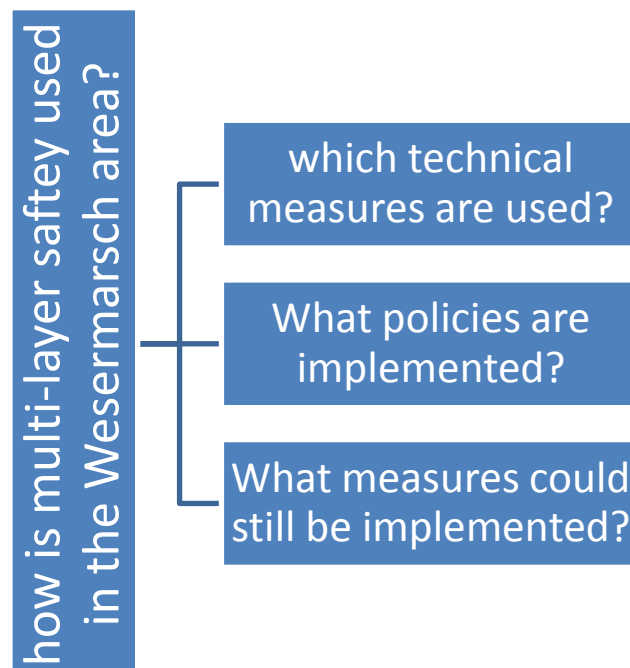 how is multi-layer saftey used
in the Wesermarsch area?
which technical
measures are used?
What policies are
implemented?
What measures could
still be implemented?